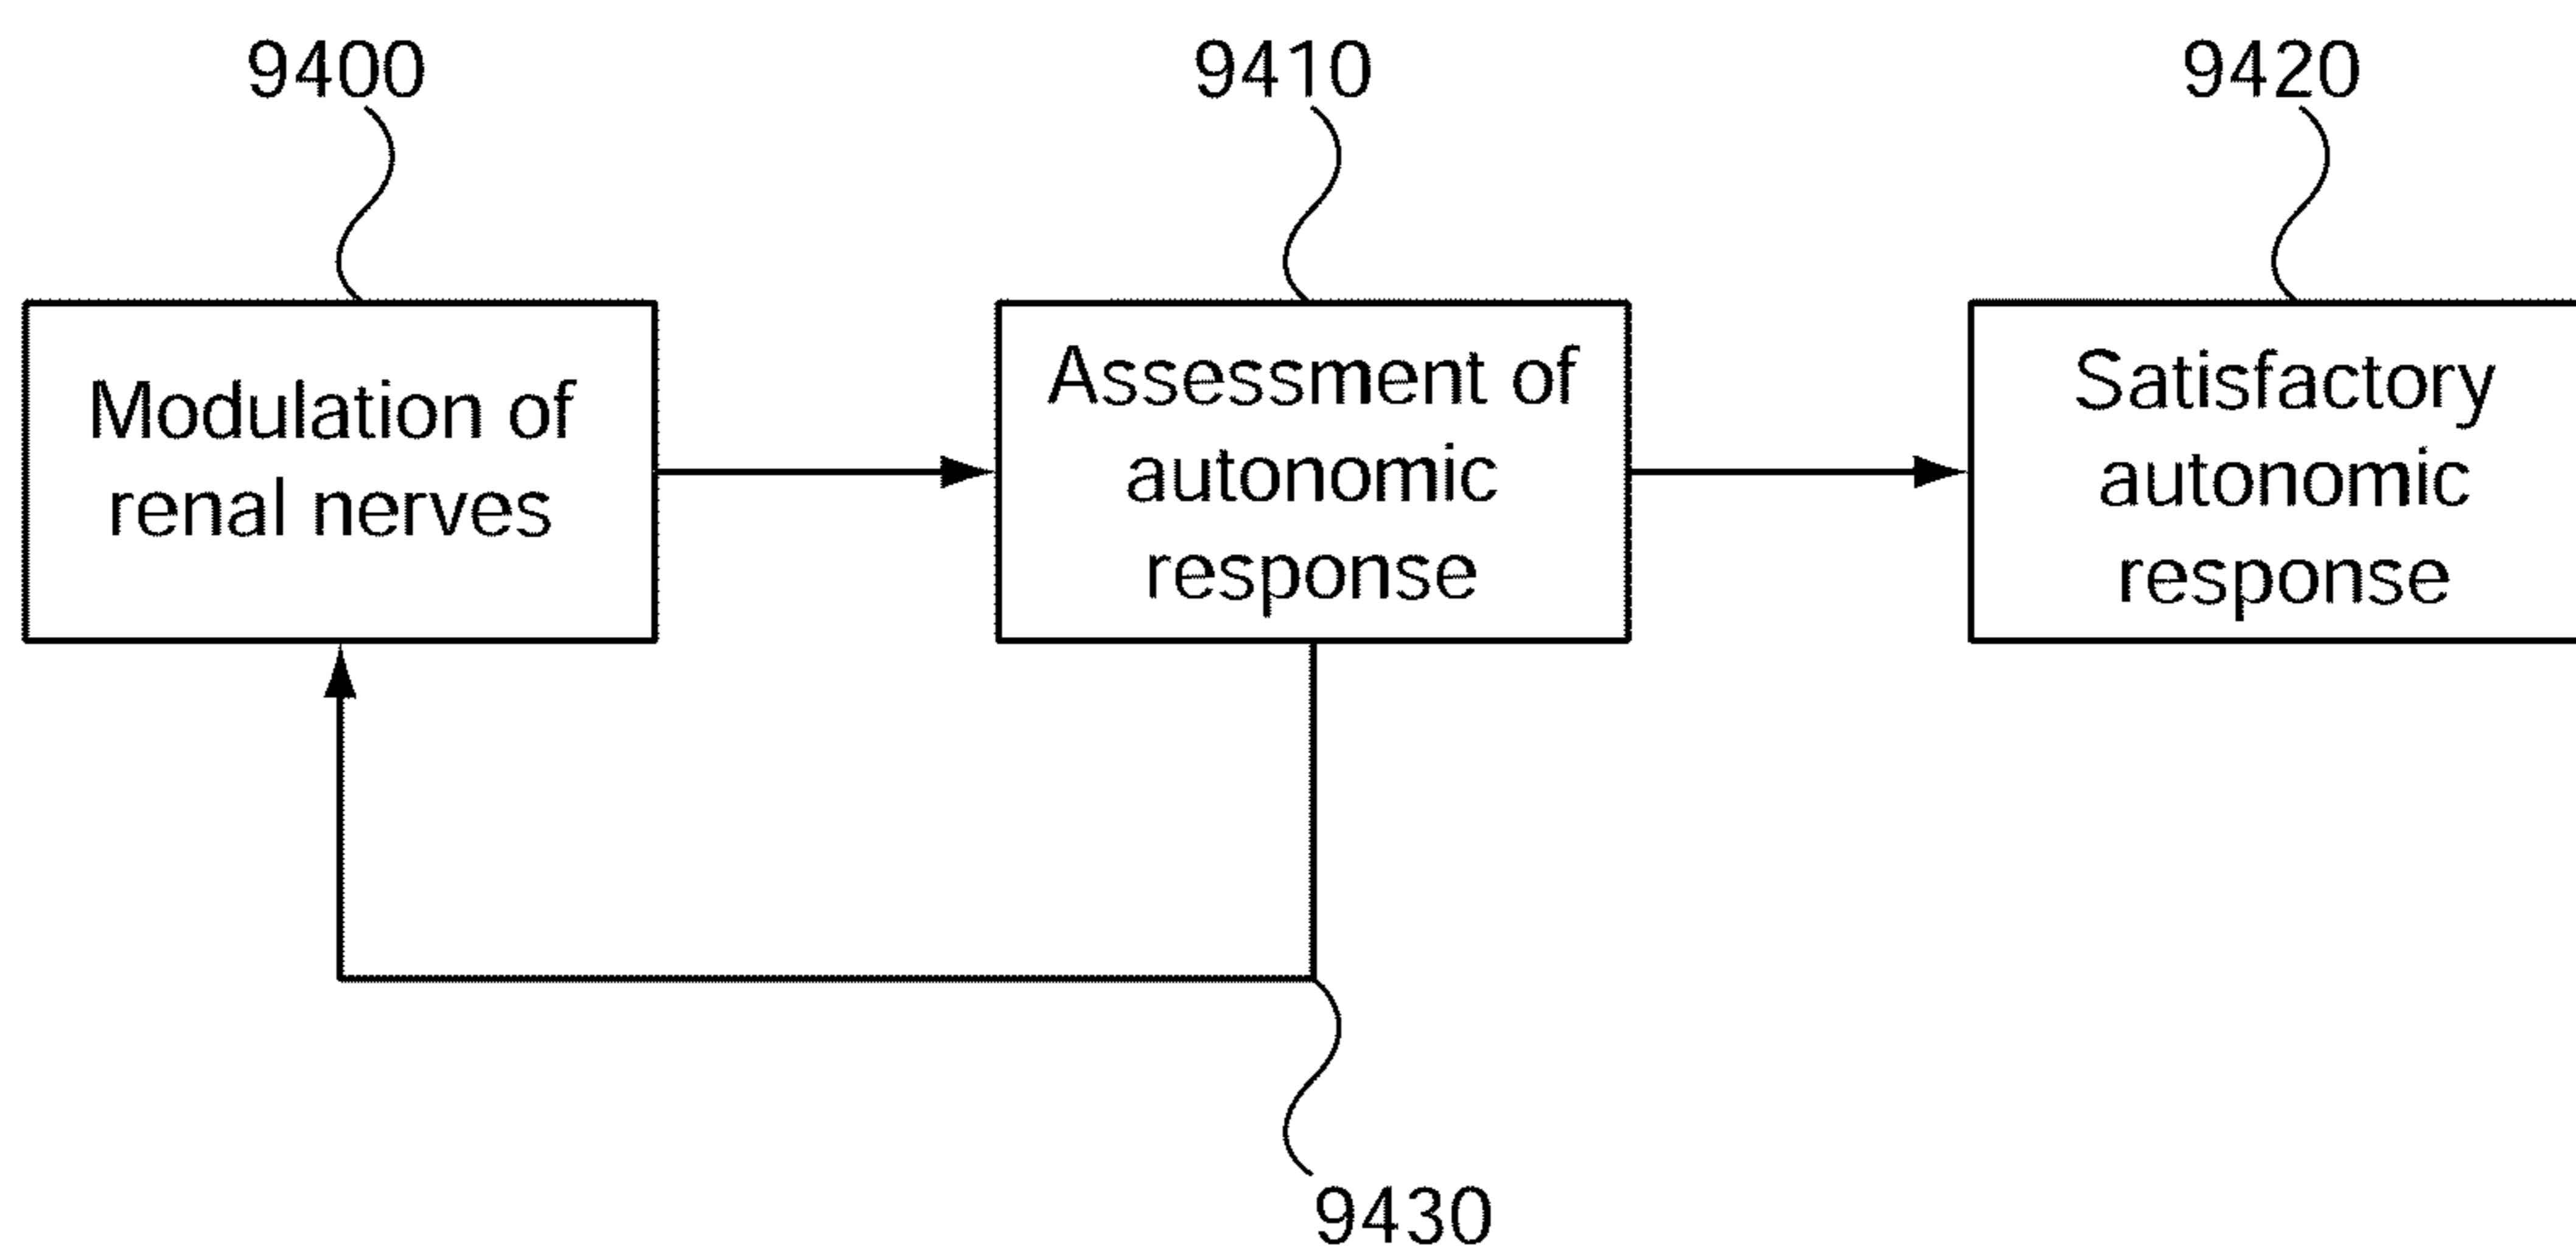 9400
9410
9420
Modulation of
renal nerves
Assessment of
autonomic
response
Satisfactory
autonomic
response
9430